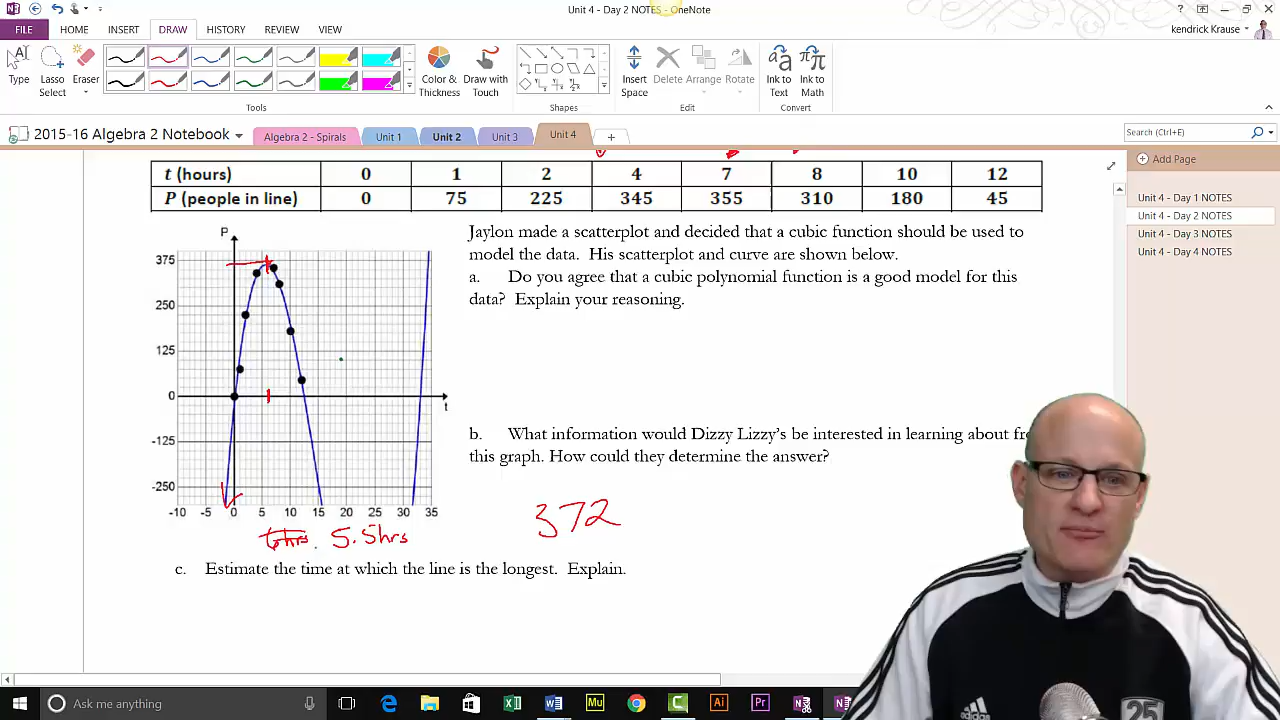 Unit 4 - Day 2 NOTES - OneNote
FILE HOME INSERT DRAW HISTORY REVIEW VIEW
kendrick Krause
Type
Lasso Select
Eraser
Color & Thickness
Draw with Touch
Insert Space
Delete
Arrange
Rotate
Ink to Text
Ink to Math
Tools Shapes Edit Convert
2015-16 Algebra 2 Notebook
Algebra 2 - Spirals Unit 1 Unit 2 Unit 3 Unit 4
Search (Ctrl+E)
Add Page
Unit 4 - Day 1 NOTES
Unit 4 - Day 2 NOTES
Unit 4 - Day 3 NOTES
Unit 4 - Day 4 NOTES
t (hours) 0 1 2 4 7 8 10 12
P (people in line) 0 75 225 345 355 310 180 45
Jaylon made a scatterplot and decided that a cubic function should be used to
model the data. His scatterplot and curve are shown below.
a. Do you agree that a cubic polynomial function is a good model for this
data? Explain your reasoning.
P
375
250
125
0
-125
-250
t
-10 -5 0 5 10 15 20 25 30 35
b. What information would Dizzy Lizzy's be interested in learning about
this graph. How could they determine the answer?
372
6hrs. 5.5hrs
c. Estimate the time at which the line is the longest. Explain.
Ask me anything
Mu
Ai
Pr
25
adidas